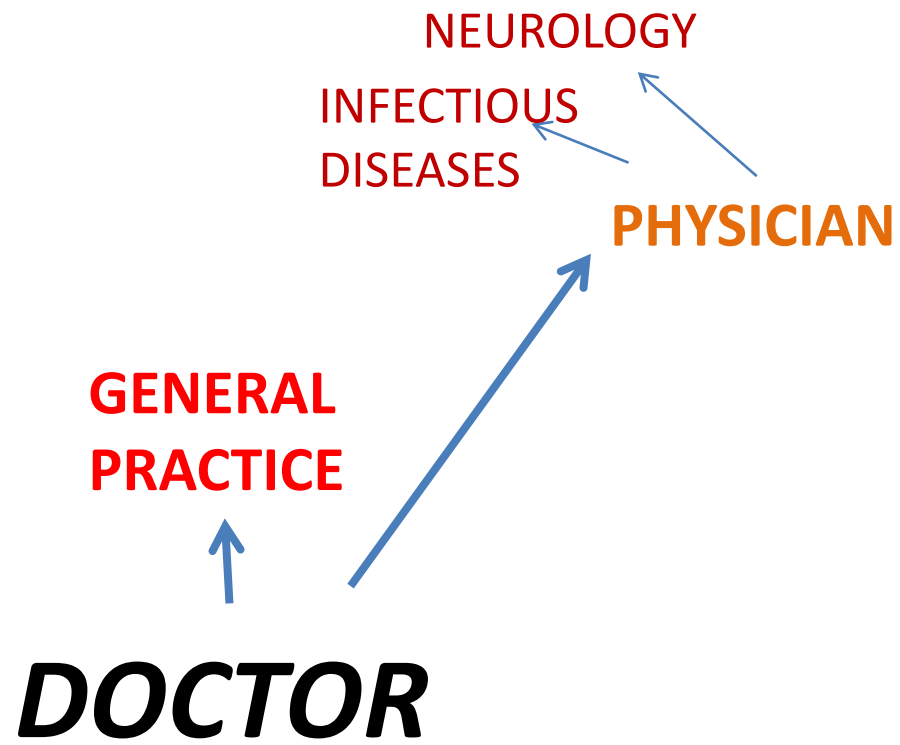 NEUROLOGY
INFECTIOUS
DISEASES
PHYSICIAN
GENERAL
PRACTICE
DOCTOR